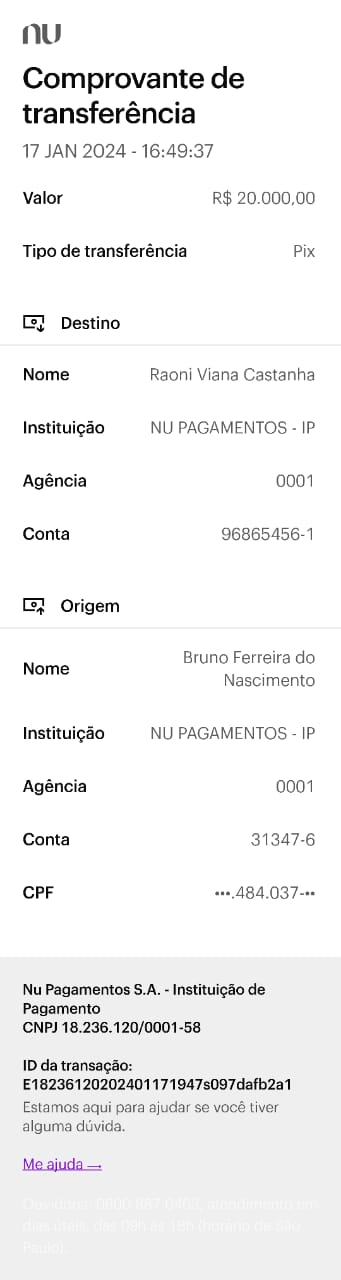 nu
Comprovante de
transferência
17 JAN 2024 - 16:49:37
Valor R$ 20.000,00
Tipo de transferência Pix
Destino
Nome Raoni Viana Castanha
Instituição NU PAGAMENTOS - IP
Agência 0001
Conta 96865456-1
Origem
Nome Bruno Ferreira do
Nascimento
Instituição NU PAGAMENTOS - IP
Agência 0001
Conta 31347-6
CPF •••.484.037-••
Nu Pagamentos S.A. - Instituição de
Pagamento
CNPJ 18.236.120/0001-58
ID da transação:
E18236120202401171947s097dafb2a1
Estamos aqui para ajudar se você tiver
alguma dúvida.
Me ajuda →
Ouvidoria: 0800 887 0463, atendimento em
dias úteis, das 09h às 18h (horário de São
Paulo).